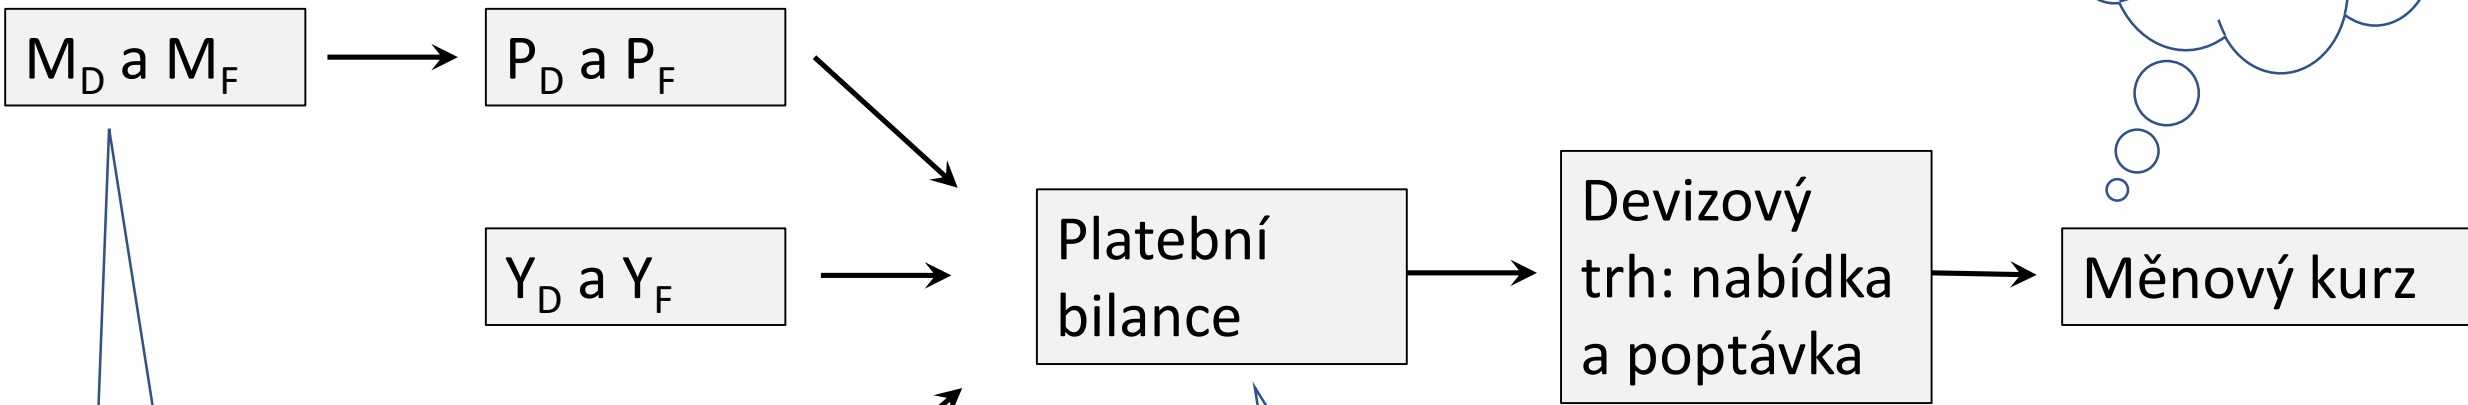 M_D a M_F
P_D a P_F
Y_D a Y_F
Platební
bilance
Devizový
trh: nabídka
a poptávka
Měnový kurz